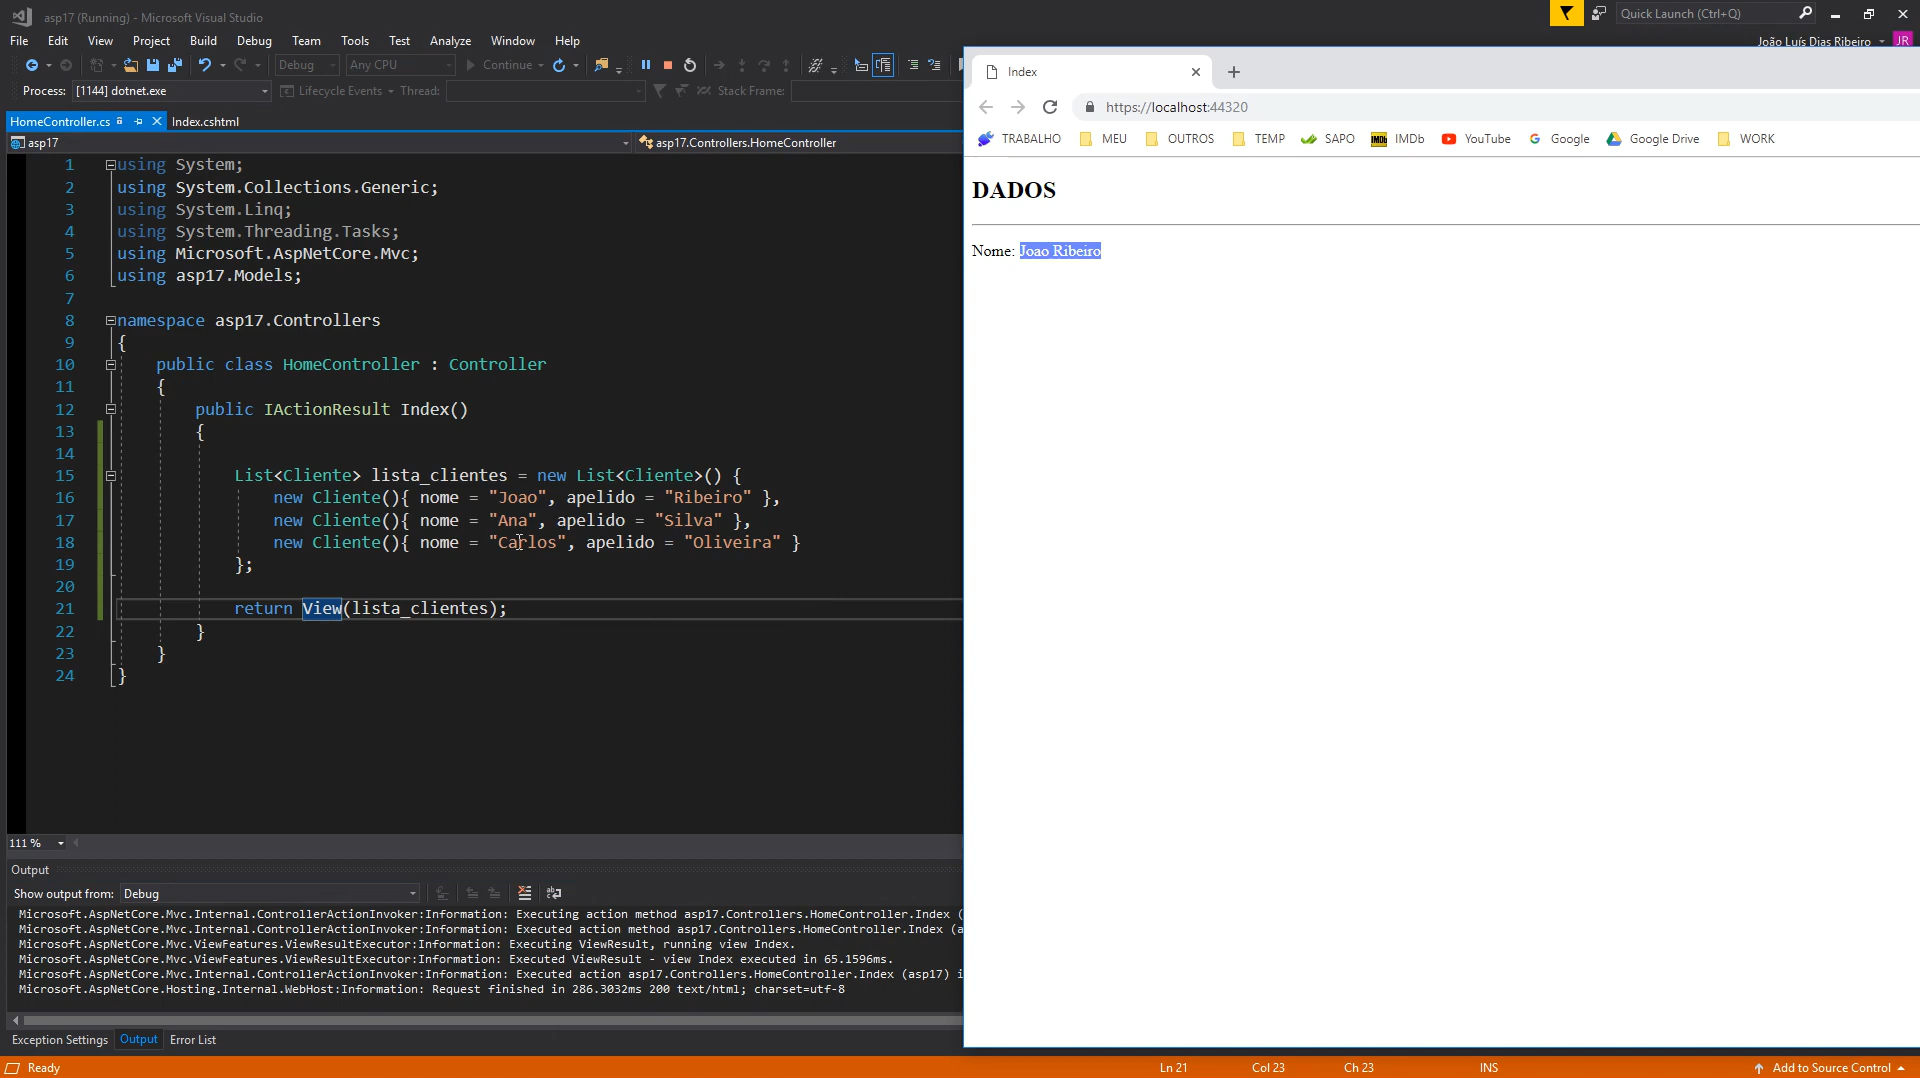 asp17 (Running) - Microsoft Visual Studio
Quick Launch (Ctrl+Q)
File Edit View Project Build Debug Team Tools Test Analyze Window Help
João Luís Dias Ribeiro JR
Debug Any CPU Continue
Process: [1144] dotnet.exe Lifecycle Events Thread: Stack Frame:
HomeController.cs Index.cshtml
asp17 asp17.Controllers.HomeController
1 using System;
2 using System.Collections.Generic;
3 using System.Linq;
4 using System.Threading.Tasks;
5 using Microsoft.AspNetCore.Mvc;
6 using asp17.Models;
7
8 namespace asp17.Controllers
9 {
10 public class HomeController : Controller
11 {
12 public IActionResult Index()
13 {
14
15 List<Cliente> lista_clientes = new List<Cliente>() {
16 new Cliente(){ nome = "Joao", apelido = "Ribeiro" },
17 new Cliente(){ nome = "Ana", apelido = "Silva" },
18 new Cliente(){ nome = "Carlos", apelido = "Oliveira" }
19 };
20
21 return View(lista_clientes);
22 }
23 }
24 }
111 %
Output
Show output from: Debug
Microsoft.AspNetCore.Mvc.Internal.ControllerActionInvoker:Information: Executing action method asp17.Controllers.HomeController.Index (
Microsoft.AspNetCore.Mvc.Internal.ControllerActionInvoker:Information: Executed action method asp17.Controllers.HomeController.Index (a
Microsoft.AspNetCore.Mvc.ViewFeatures.ViewResultExecutor:Information: Executing ViewResult, running view Index.
Microsoft.AspNetCore.Mvc.ViewFeatures.ViewResultExecutor:Information: Executed ViewResult - view Index executed in 65.1596ms.
Microsoft.AspNetCore.Mvc.Internal.ControllerActionInvoker:Information: Executed action asp17.Controllers.HomeController.Index (asp17) i
Microsoft.AspNetCore.Hosting.Internal.WebHost:Information: Request finished in 286.3032ms 200 text/html; charset=utf-8
Exception Settings Output Error List
Ready Ln 21 Col 23 Ch 23 INS Add to Source Control
Index
https://localhost:44320
TRABALHO MEU OUTROS TEMP SAPO IMDb IMDb YouTube Google Google Drive WORK
DADOS
Nome: Joao Ribeiro